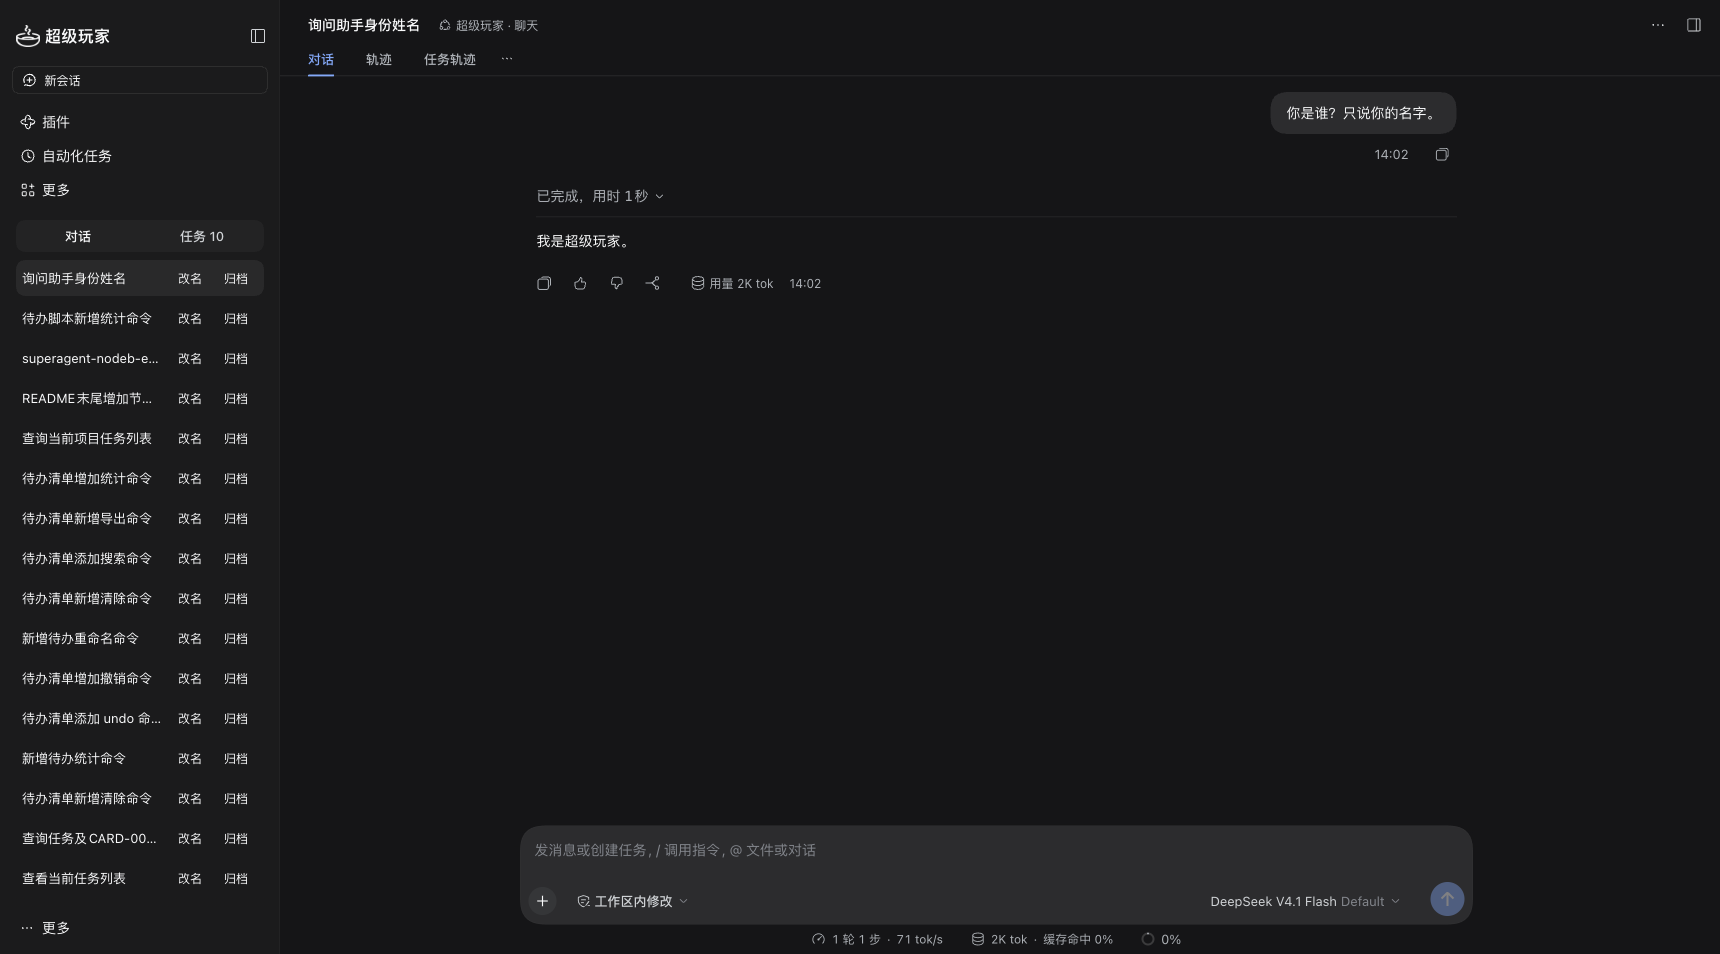 超级玩家
新会话
插件
自动化任务
更多
对话 任务 10
询问助手身份姓名 改名 归档
待办脚本新增统计命令 改名 归档
superagent-nodeb-e... 改名 归档
README 末尾增加节... 改名 归档
查询当前项目任务列表 改名 归档
待办清单增加统计命令 改名 归档
待办清单新增导出命令 改名 归档
待办清单添加搜索命令 改名 归档
待办清单新增清除命令 改名 归档
新增待办重命名命令 改名 归档
待办清单增加撤销命令 改名 归档
待办清单添加 undo 命... 改名 归档
新增待办统计命令 改名 归档
待办清单新增清除命令 改名 归档
查询任务及 CARD-00... 改名 归档
查看当前任务列表 改名 归档
... 更多
询问助手身份姓名 超级玩家 · 聊天 ...
对话 轨迹 任务轨迹 ...
你是谁？只说你的名字。
14:02
已完成，用时 1 秒
我是超级玩家。
用量 2K tok 14:02
发消息或创建任务, / 调用指令, @ 文件或对话
工作区内修改 DeepSeek V4.1 Flash Default
1 轮 1 步 · 71 tok/s 2K tok · 缓存命中 0% 0%